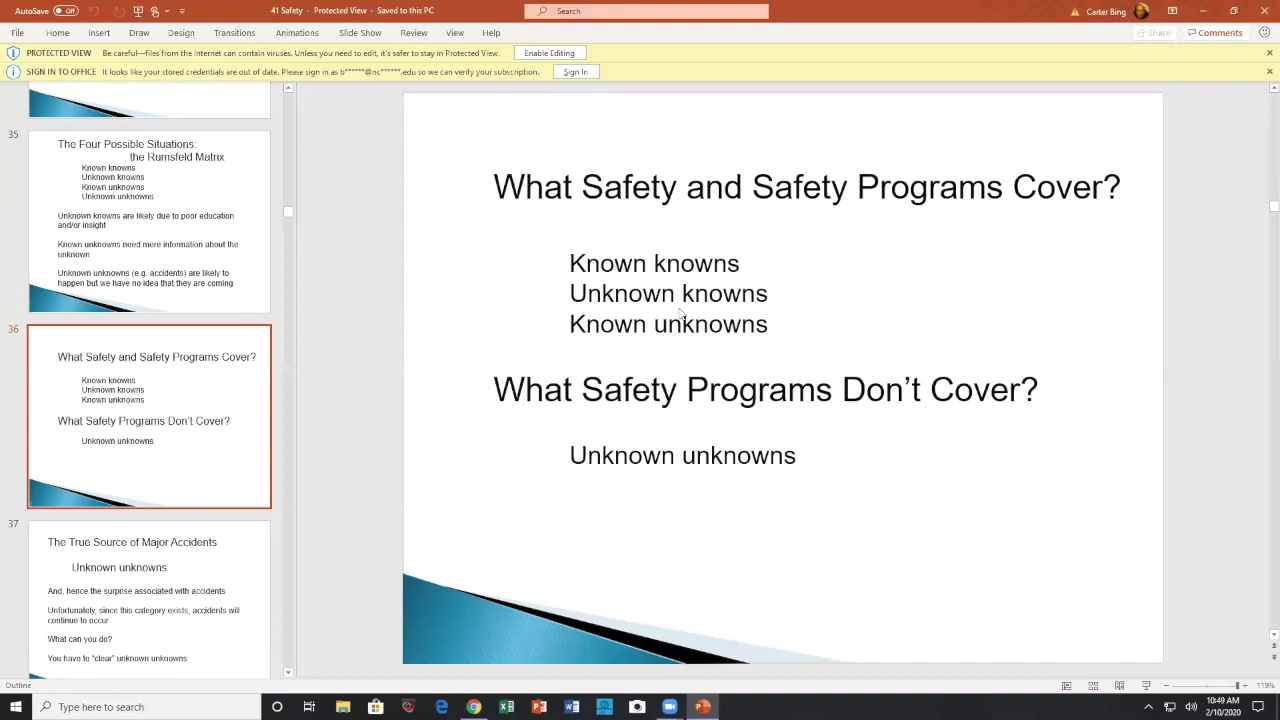 AutoSave Off 41 Safety - Protected View - Saved to this PC Search Carter Bing
File Home Insert Draw Design Transitions Animations Slide Show Review View Help Share Comments
PROTECTED VIEW Be careful—files from the Internet can contain viruses. Unless you need to edit, it's safer to stay in Protected View. Enable Editing
SIGN IN TO OFFICE It looks like your stored credentials are out of date. Please sign in as b******@nc******.edu so we can verify your subscription. Sign In
35
The Four Possible Situations:
the Rumsfeld Matrix
Known knowns
Unknown knowns
Known unknowns
Unknown unknowns
Unknown knowns are likely due to poor education
and/or insight
Known unknowns need more information about the
unknown
Unknown unknowns (e.g. accidents) are likely to
happen but we have no idea that they are coming
36
What Safety and Safety Programs Cover?
Known knowns
Unknown knowns
Known unknowns
What Safety Programs Don't Cover?
Unknown unknowns
37
The True Source of Major Accidents
Unknown unknowns
And, hence the surprise associated with accidents
Unfortunately, since this category exists, accidents will
continue to occur
What can you do?
You have to "clear" unknown unknowns
What Safety and Safety Programs Cover?
Known knowns
Unknown knowns
Known unknowns
What Safety Programs Don't Cover?
Unknown unknowns
Outline 119%
Type here to search
10:49 AM
2/10/2020